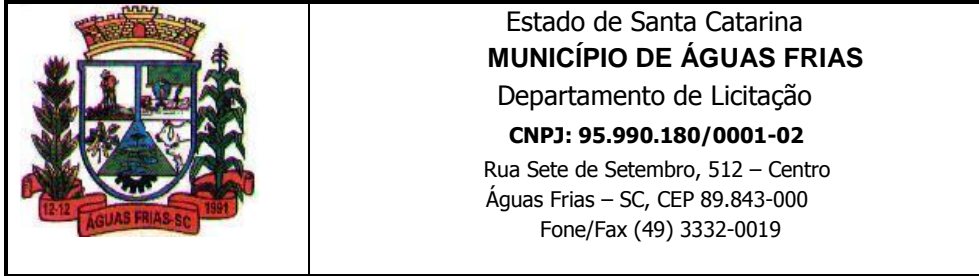 12-12
ÁGUAS FRIAS-SC
1991
Estado de Santa Catarina
MUNICÍPIO DE ÁGUAS FRIAS
Departamento de Licitação
CNPJ: 95.990.180/0001-02
Rua Sete de Setembro, 512 – Centro
Águas Frias – SC, CEP 89.843-000
Fone/Fax (49) 3332-0019